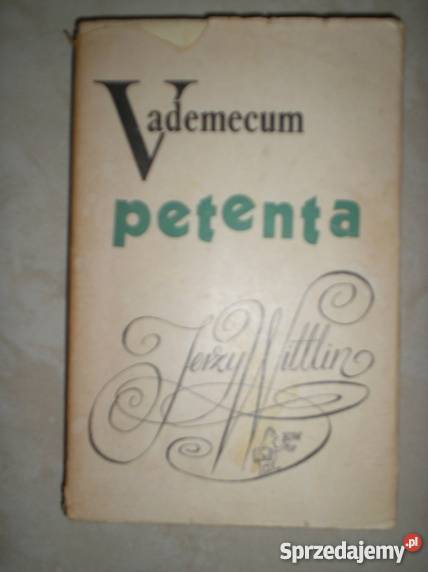 Vademecum
petenta
Jerzy Wittlin
Sprzedajemy.pl